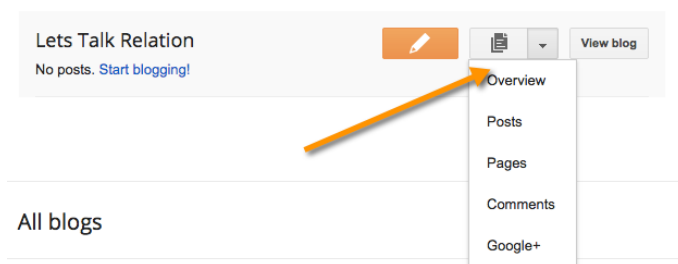 Lets Talk Relation
View blog
No posts. Start blogging!
Overview
Posts
Pages
Comments
All blogs
Google+